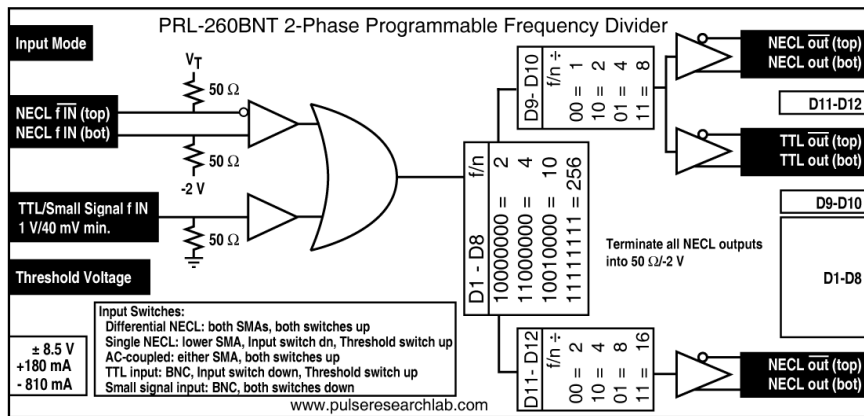 PRL-260BNT 2-Phase Programmable Frequency Divider
Input Mode
V_T
50 Ω
NECL f̅ I̅N̅ (top)
NECL f IN (bot)
50 Ω
-2 V
TTL/Small Signal f IN
1 V/40 mV min.
50 Ω
Threshold Voltage
± 8.5 V
+180 mA
- 810 mA
Input Switches:
Differential NECL: both SMAs, both switches up
Single NECL: lower SMA, Input switch dn, Threshold switch up
AC-coupled: either SMA, both switches up
TTL input: BNC, Input switch down, Threshold switch up
Small signal input: BNC, both switches down
www.pulseresearchlab.com
D1 - D8 f/n
10000000 = 2
11000000 = 4
10010000 = 10
11111111 = 256
D9- D10 f/n ÷
00 = 1
10 = 2
01 = 4
11 = 8
D11- D12 f/n ÷
00 = 2
10 = 4
01 = 8
11 = 16
NECL o̅u̅t̅ (top)
NECL out (bot)
D11-D12
TTL o̅u̅t̅ (top)
TTL out (bot)
D9-D10
Terminate all NECL outputs
into 50 Ω/-2 V
D1-D8
NECL o̅u̅t̅ (top)
NECL out (bot)